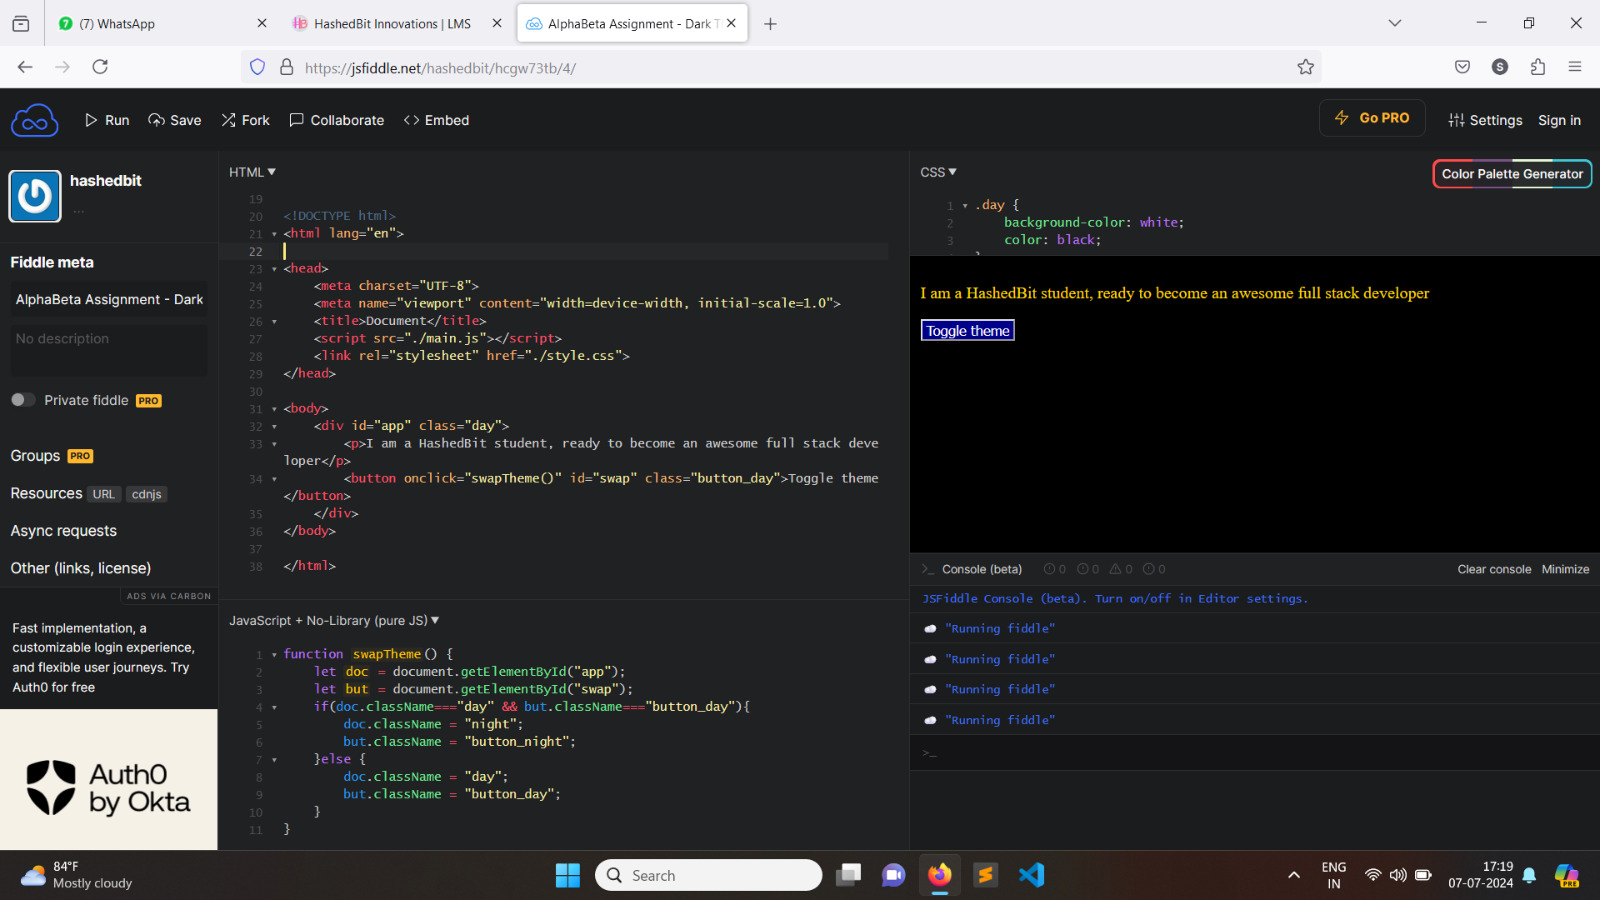 (7) WhatsApp
HashedBit Innovations | LMS
AlphaBeta Assignment - Dark T
https://jsfiddle.net/hashedbit/hcgw73tb/4/
S
Run
Save
Fork
Collaborate
Embed
Go PRO
Settings
Sign in
hashedbit
...
Fiddle meta
AlphaBeta Assignment - Dark
No description
Private fiddle PRO
Groups PRO
Resources URL cdnjs
Async requests
Other (links, license)
ADS VIA CARBON
Fast implementation, a
customizable login experience,
and flexible user journeys. Try
Auth0 for free
Auth0
by Okta
HTML
19
20 <!DOCTYPE html>
21 <html lang="en">
22
23 <head>
24 <meta charset="UTF-8">
25 <meta name="viewport" content="width=device-width, initial-scale=1.0">
26 <title>Document</title>
27 <script src="./main.js"></script>
28 <link rel="stylesheet" href="./style.css">
29 </head>
30
31 <body>
32 <div id="app" class="day">
33 <p>I am a HashedBit student, ready to become an awesome full stack deve
loper</p>
34 <button onclick="swapTheme()" id="swap" class="button_day">Toggle theme
</button>
35 </div>
36 </body>
37
38 </html>
JavaScript + No-Library (pure JS)
1 function swapTheme() {
2 let doc = document.getElementById("app");
3 let but = document.getElementById("swap");
4 if(doc.className==="day" && but.className==="button_day"){
5 doc.className = "night";
6 but.className = "button_night";
7 }else {
8 doc.className = "day";
9 but.className = "button_day";
10 }
11 }
CSS
Color Palette Generator
1 .day {
2 background-color: white;
3 color: black;
I am a HashedBit student, ready to become an awesome full stack developer
Toggle theme
>_ Console (beta) 0 0 0 0
Clear console Minimize
JSFiddle Console (beta). Turn on/off in Editor settings.
"Running fiddle"
"Running fiddle"
"Running fiddle"
"Running fiddle"
>_
84°F
Mostly cloudy
Search
ENG
IN
17:19
07-07-2024
PRE